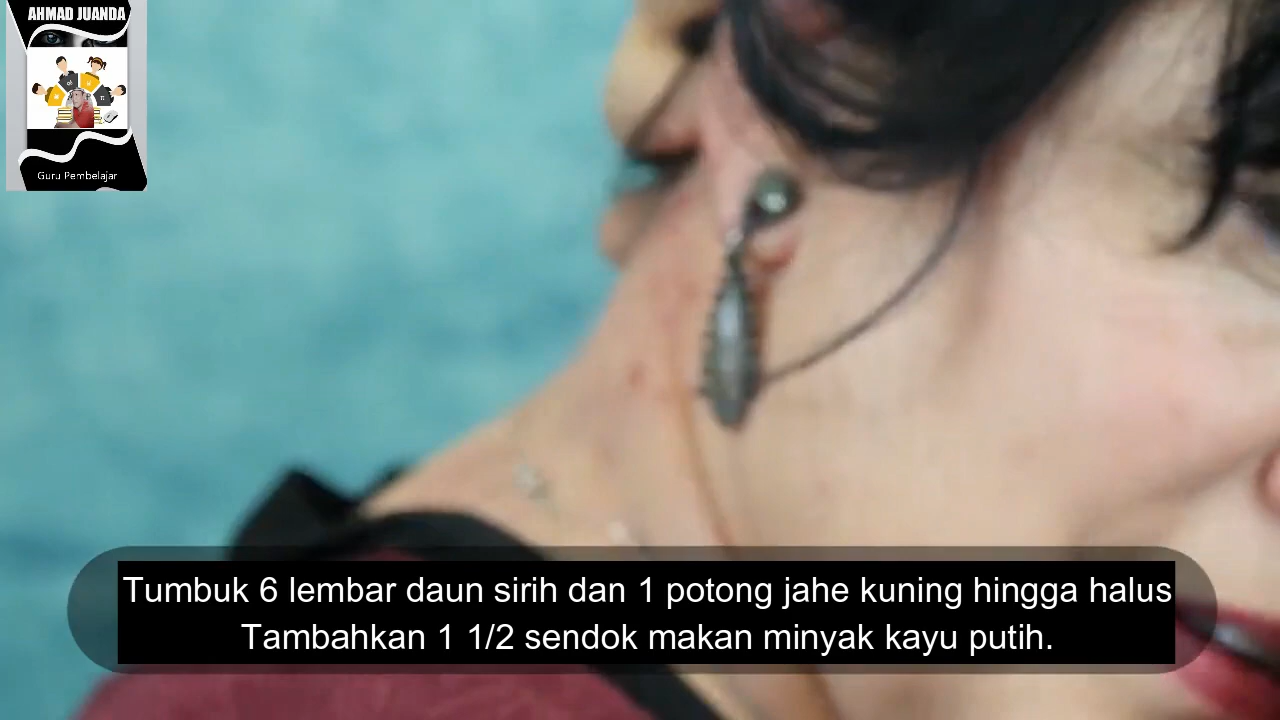 AHMAD JUANDA
Guru Pembelajar
Tumbuk 6 lembar daun sirih dan 1 potong jahe kuning hingga halus
Tambahkan 1 1/2 sendok makan minyak kayu putih.